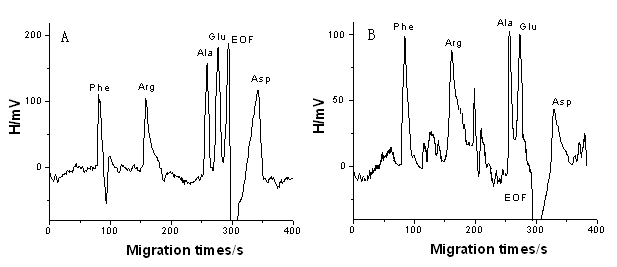 A
Phe
Arg
Ala
Glu
EOF
Asp
H/mV
200
100
0
0 100 200 300 400
Migration times/s
B
Phe
Arg
Ala
Glu
EOF
Asp
H/mV
100
50
0
0 100 200 300 400
Migration times/s